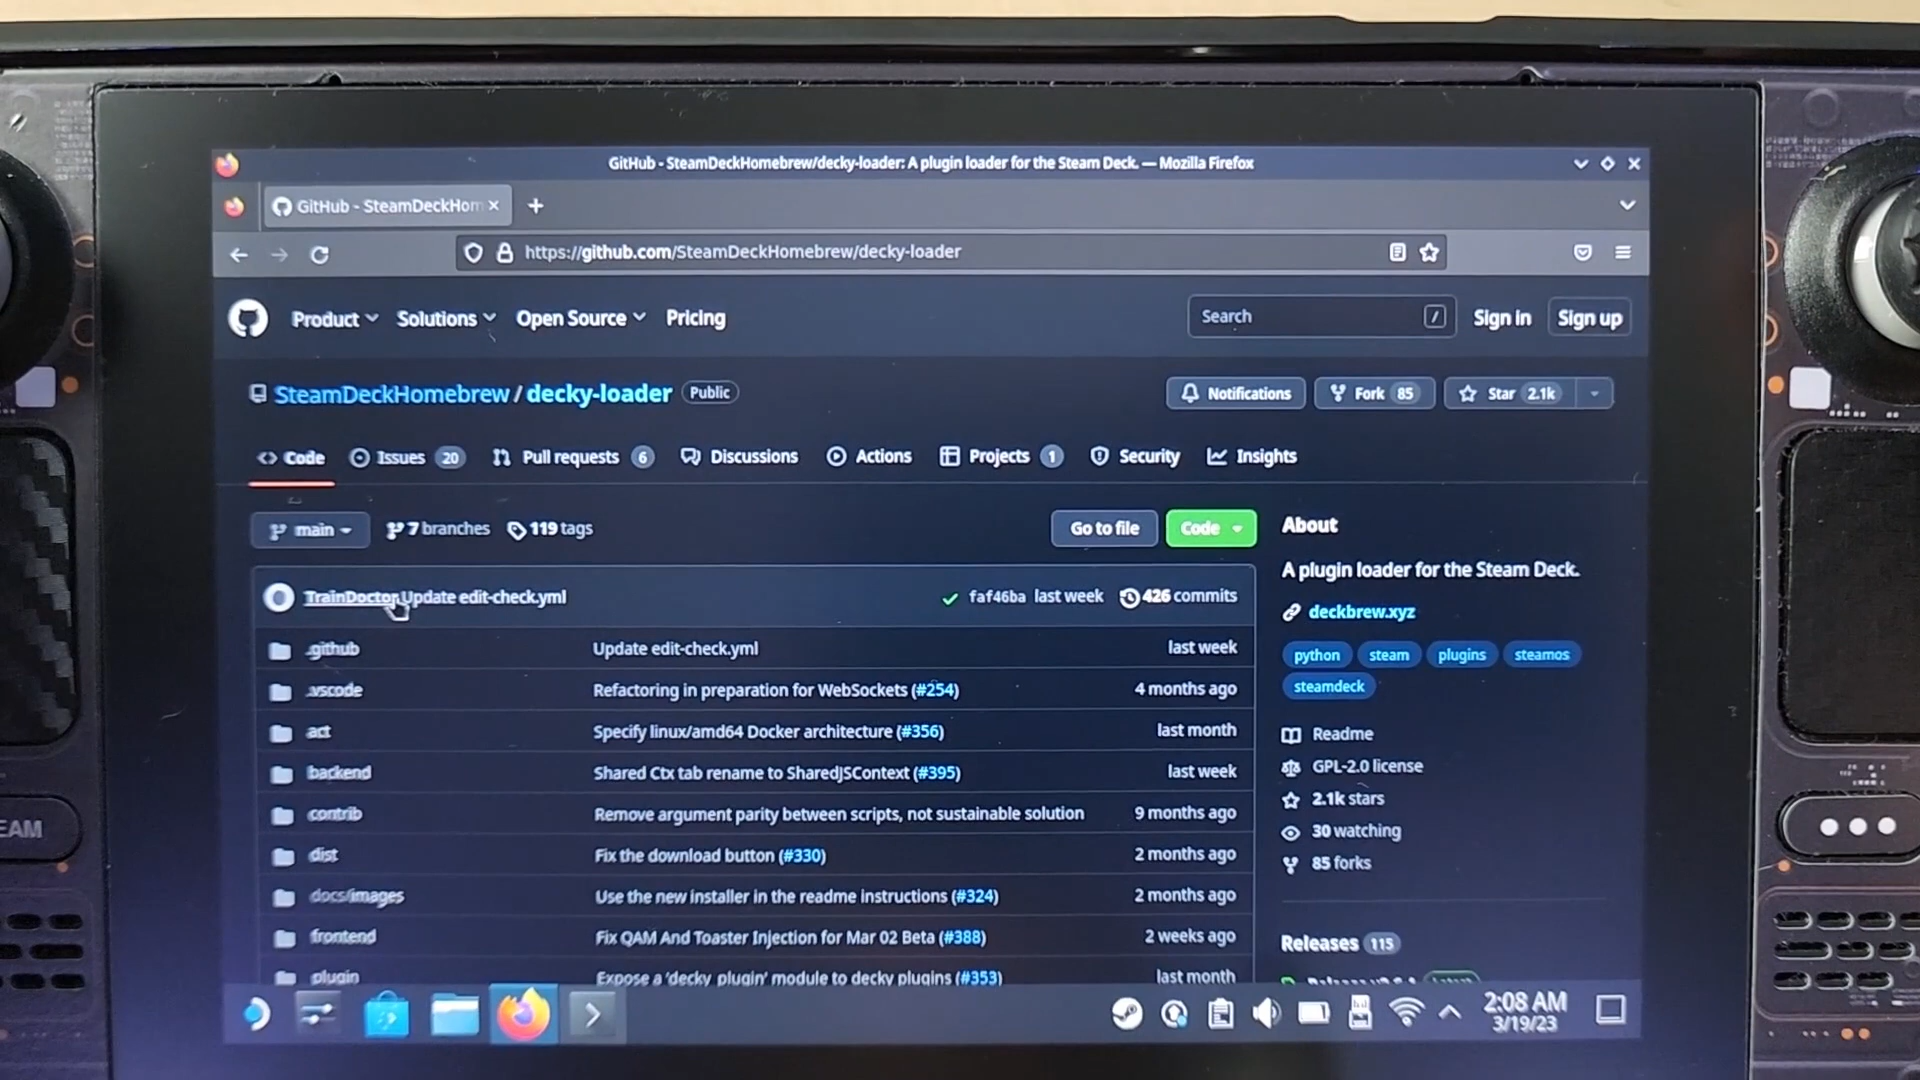 GitHub - SteamDeckHomebrew/decky-loader: A plugin loader for the Steam Deck. — Mozilla Firefox
GitHub - SteamDeckHom
https://github.com/SteamDeckHomebrew/decky-loader
Product Solutions Open Source Pricing Search / Sign in Sign up
SteamDeckHomebrew / decky-loader Public Notifications Fork 85 Star 2.1k
Code Issues 20 Pull requests 6 Discussions Actions Projects 1 Security Insights
main 7 branches 119 tags Go to file Code
TrainDoctor Update edit-check.yml faf46ba last week 426 commits
.github Update edit-check.yml last week
.vscode Refactoring in preparation for WebSockets (#254) 4 months ago
act Specify linux/amd64 Docker architecture (#356) last month
backend Shared Ctx tab rename to SharedJSContext (#395) last week
contrib Remove argument parity between scripts, not sustainable solution 9 months ago
dist Fix the download button (#330) 2 months ago
docs/images Use the new installer in the readme instructions (#324) 2 months ago
frontend Fix QAM And Toaster Injection for Mar 02 Beta (#388) 2 weeks ago
plugin Expose a 'decky_plugin' module to decky plugins (#353) last month
About
A plugin loader for the Steam Deck.
deckbrew.xyz
python steam plugins steamos
steamdeck
Readme
GPL-2.0 license
2.1k stars
30 watching
85 forks
Releases 115
2:08 AM
3/19/23
EAM